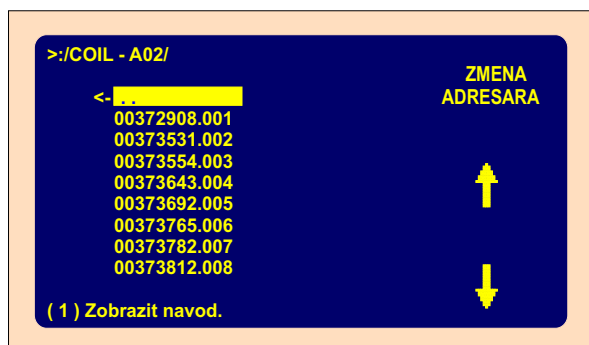 >:/COIL - A02/
ZMENA
ADRESARA
<- . .
00372908.001
00373531.002
00373554.003
00373643.004
00373692.005
00373765.006
00373782.007
00373812.008
( 1 ) Zobrazit navod.